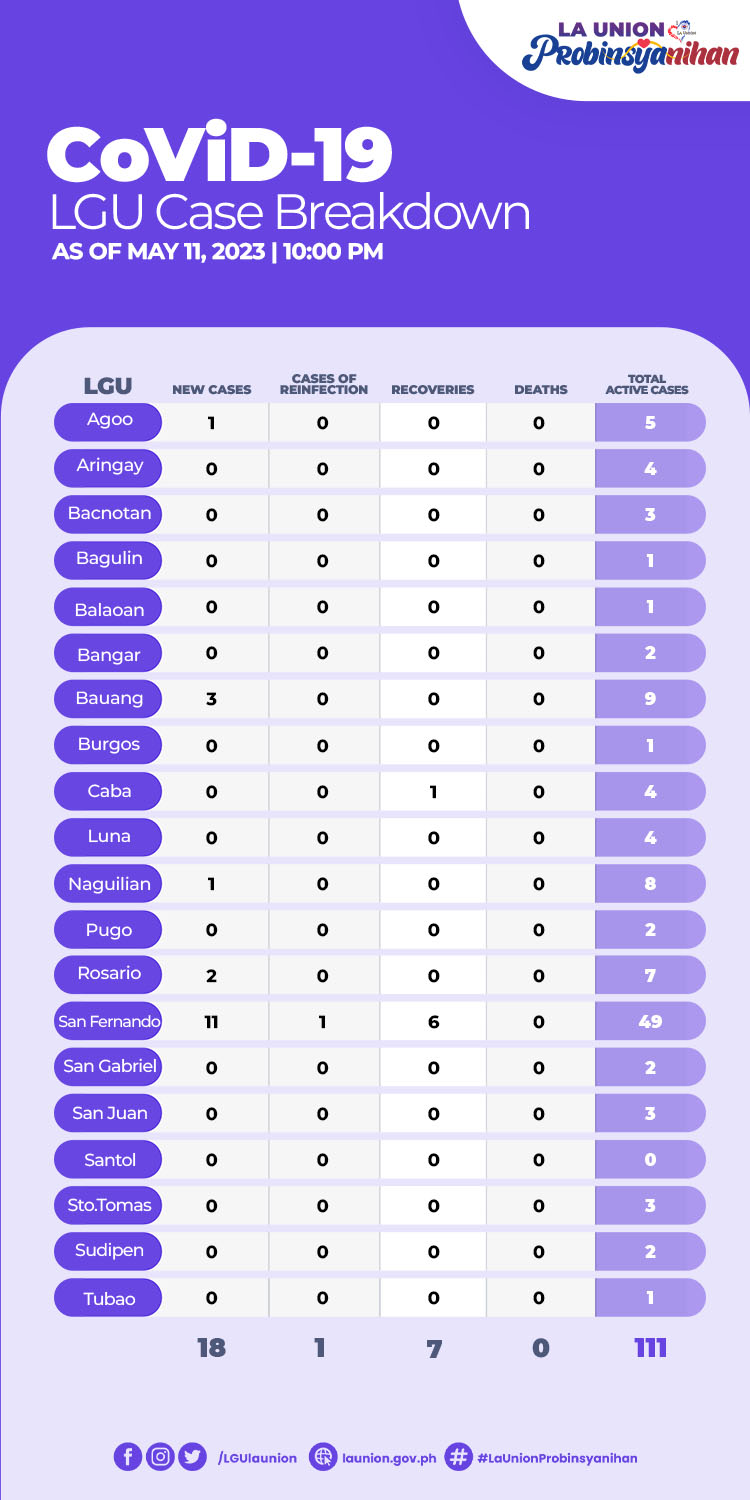 LA UNION
La Union
Probinsyanihan
CoViD-19
LGU Case Breakdown
AS OF MAY 11, 2023 | 10:00 PM
LGU NEW CASES CASES OF REINFECTION RECOVERIES DEATHS TOTAL ACTIVE CASES
Agoo 1 0 0 0 5
Aringay 0 0 0 0 4
Bacnotan 0 0 0 0 3
Bagulin 0 0 0 0 1
Balaoan 0 0 0 0 1
Bangar 0 0 0 0 2
Bauang 3 0 0 0 9
Burgos 0 0 0 0 1
Caba 0 0 1 0 4
Luna 0 0 0 0 4
Naguilian 1 0 0 0 8
Pugo 0 0 0 0 2
Rosario 2 0 0 0 7
San Fernando 11 1 6 0 49
San Gabriel 0 0 0 0 2
San Juan 0 0 0 0 3
Santol 0 0 0 0 0
Sto.Tomas 0 0 0 0 3
Sudipen 0 0 0 0 2
Tubao 0 0 0 0 1
18 1 7 0 111
/LGUlaunion launion.gov.ph #LaUnionProbinsyanihan